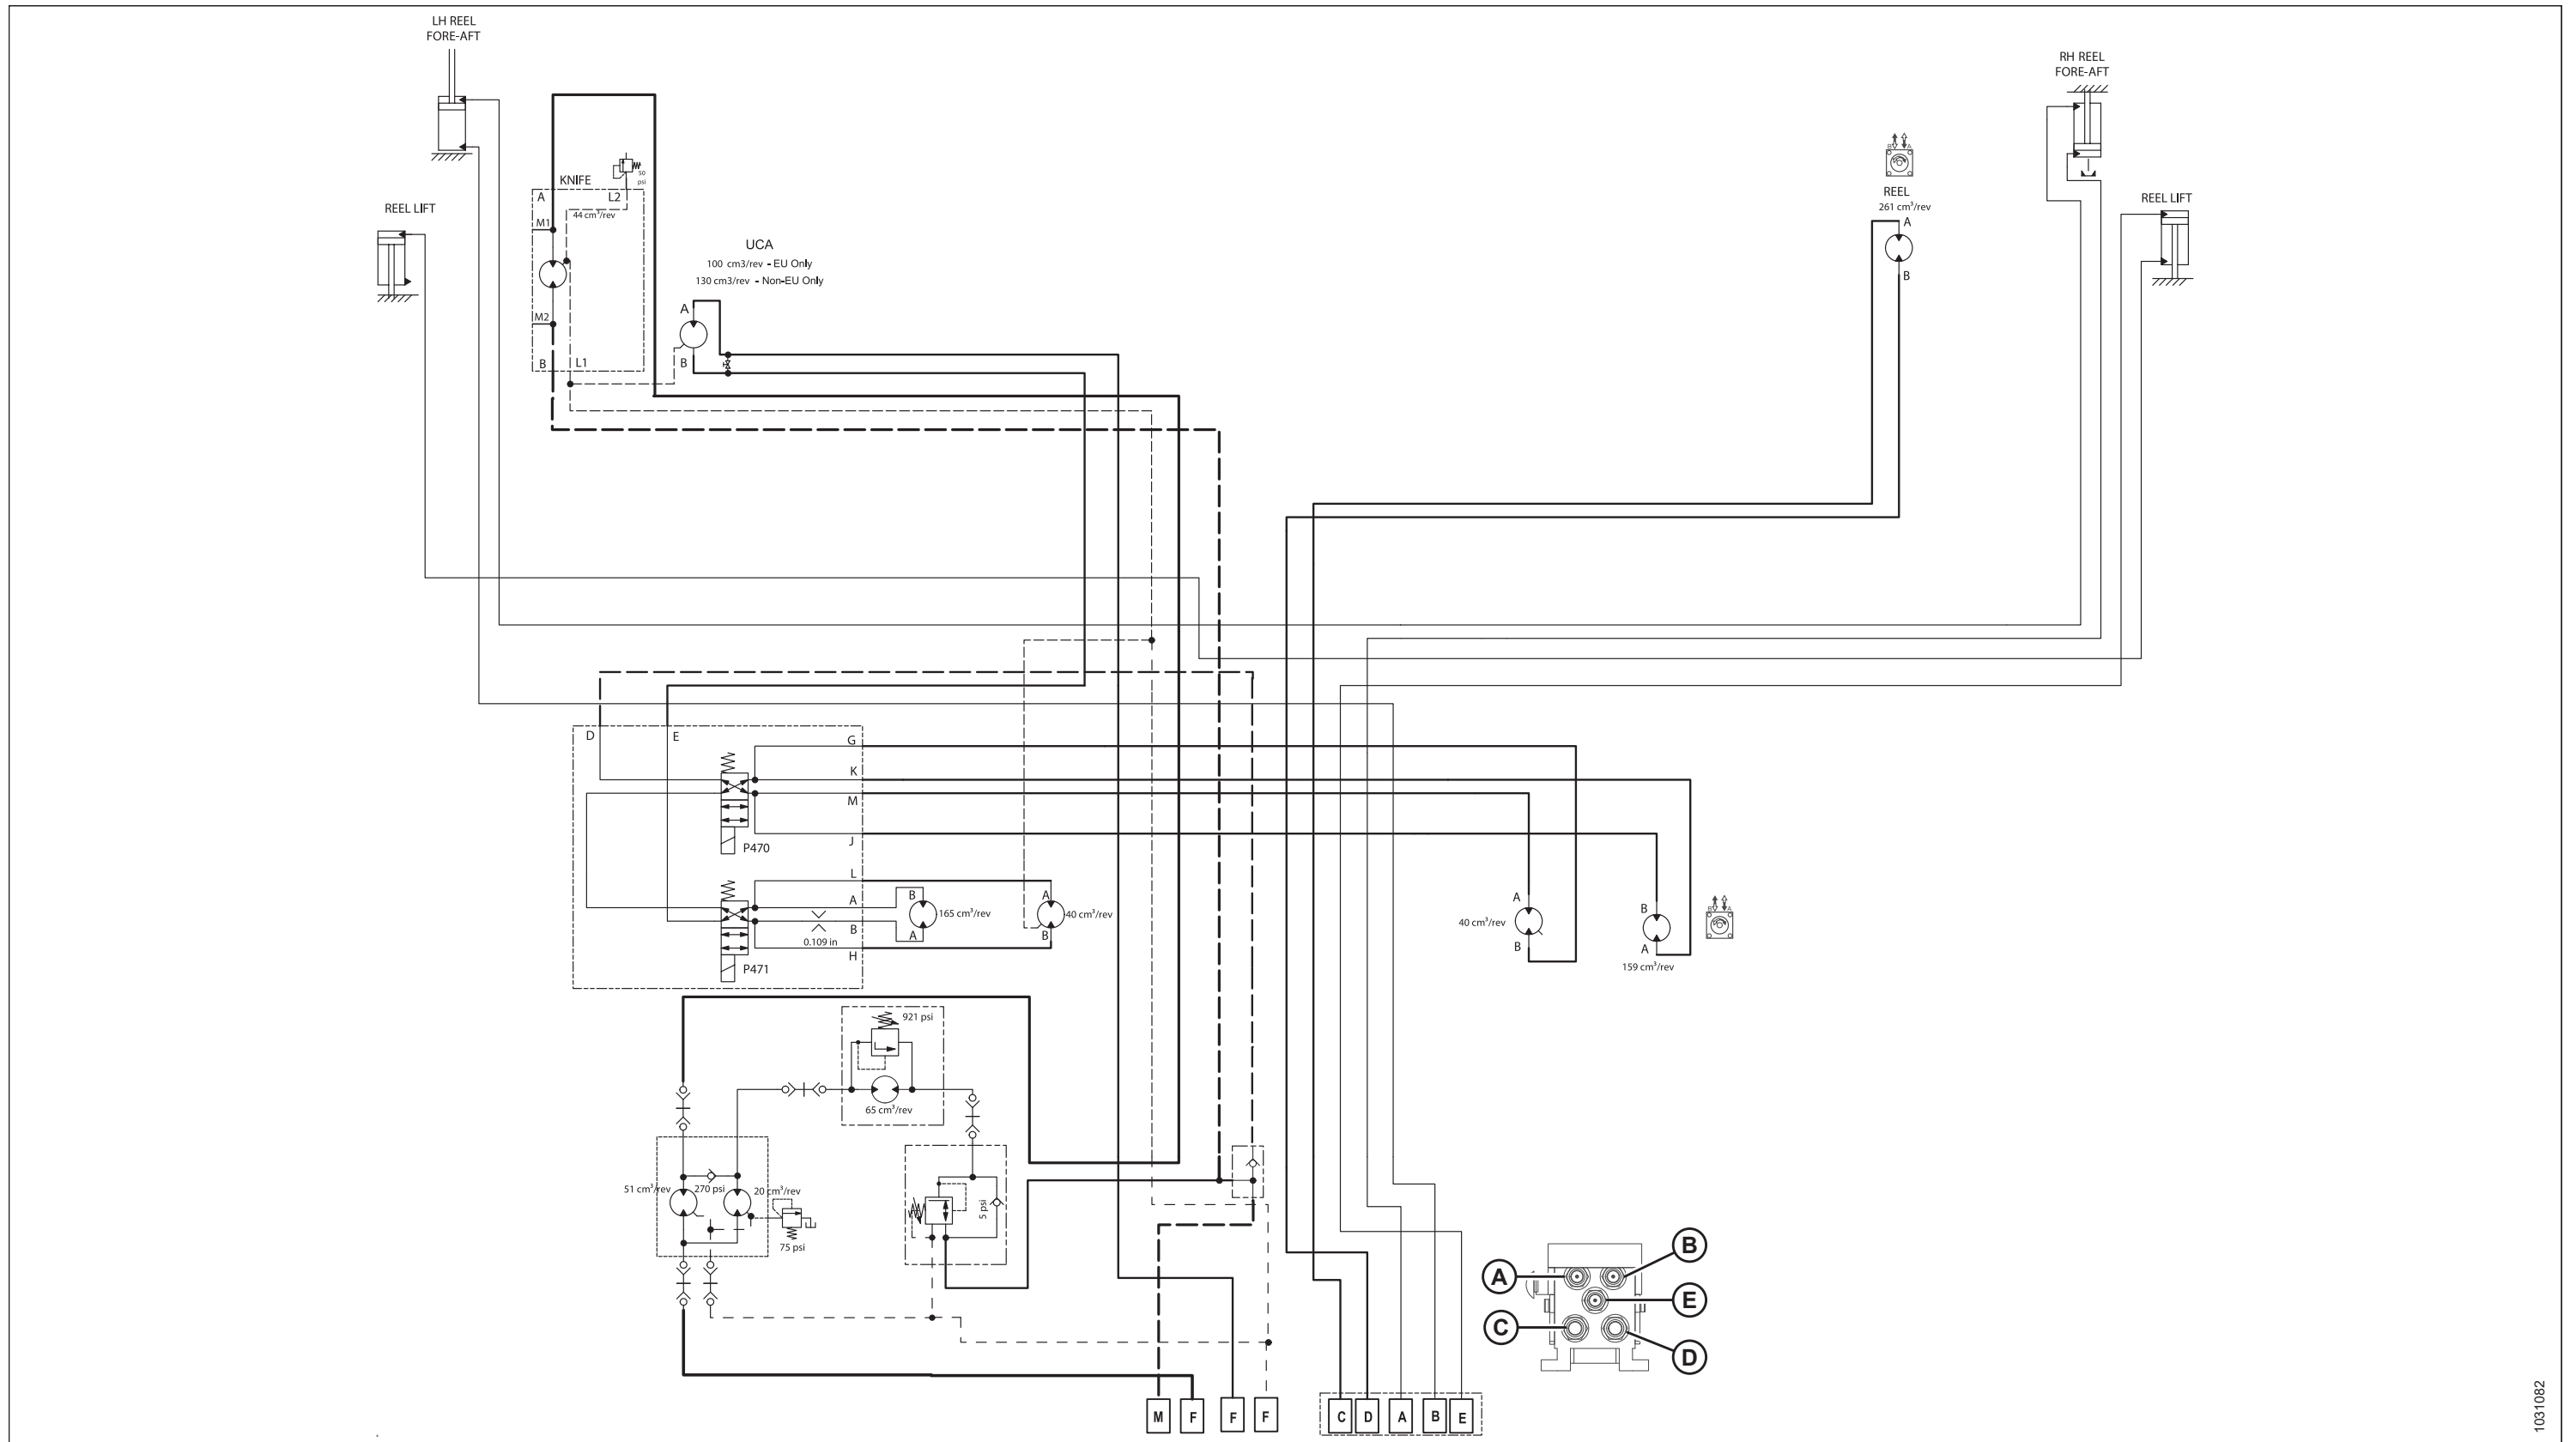 LH REEL
FORE-AFT
RH REEL
FORE-AFT
REEL LIFT
KNIFE
A
L2
50
psi
44 cm³/rev
M1
M2
B
L1
UCA
100 cm3/rev - EU Only
130 cm3/rev - Non-EU Only
A
B
B A
REEL
261 cm³/rev
A
B
REEL LIFT
D
E
G
K
M
J
P470
L
A
B
H
P471
0.109 in
B
A
165 cm³/rev
A
B
40 cm³/rev
A
40 cm³/rev
B
B
A
159 cm³/rev
B A
921 psi
65 cm³/rev
51 cm³/rev
270 psi
20 cm³/rev
75 psi
5 psi
A
B
E
C
D
M
F
F
F
C
D
A
B
E
1031082